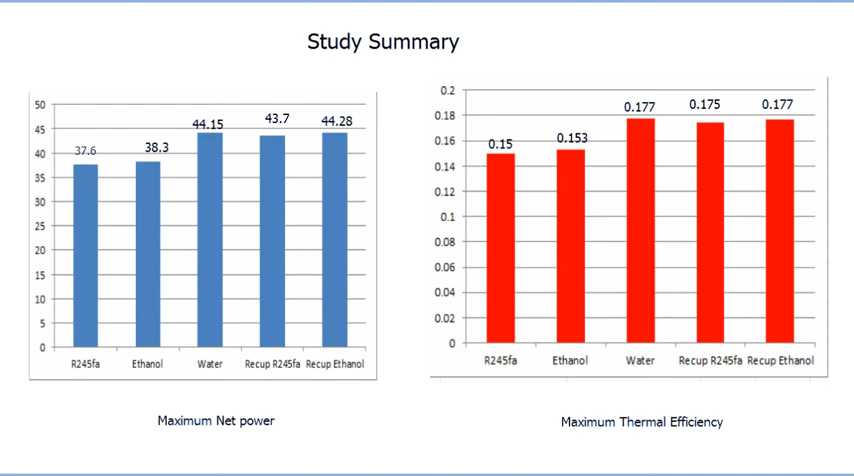 Study Summary
50
45
40
35
30
25
20
15
10
5
0
37.6
38.3
44.15
43.7
44.28
R245fa
Ethanol
Water
Recup R245fa
Recup Ethanol
Maximum Net power
0.2
0.18
0.16
0.14
0.12
0.1
0.08
0.06
0.04
0.02
0
0.15
0.153
0.177
0.175
0.177
R245fa
Ethanol
Water
Recup R245fa
Recup Ethanol
Maximum Thermal Efficiency